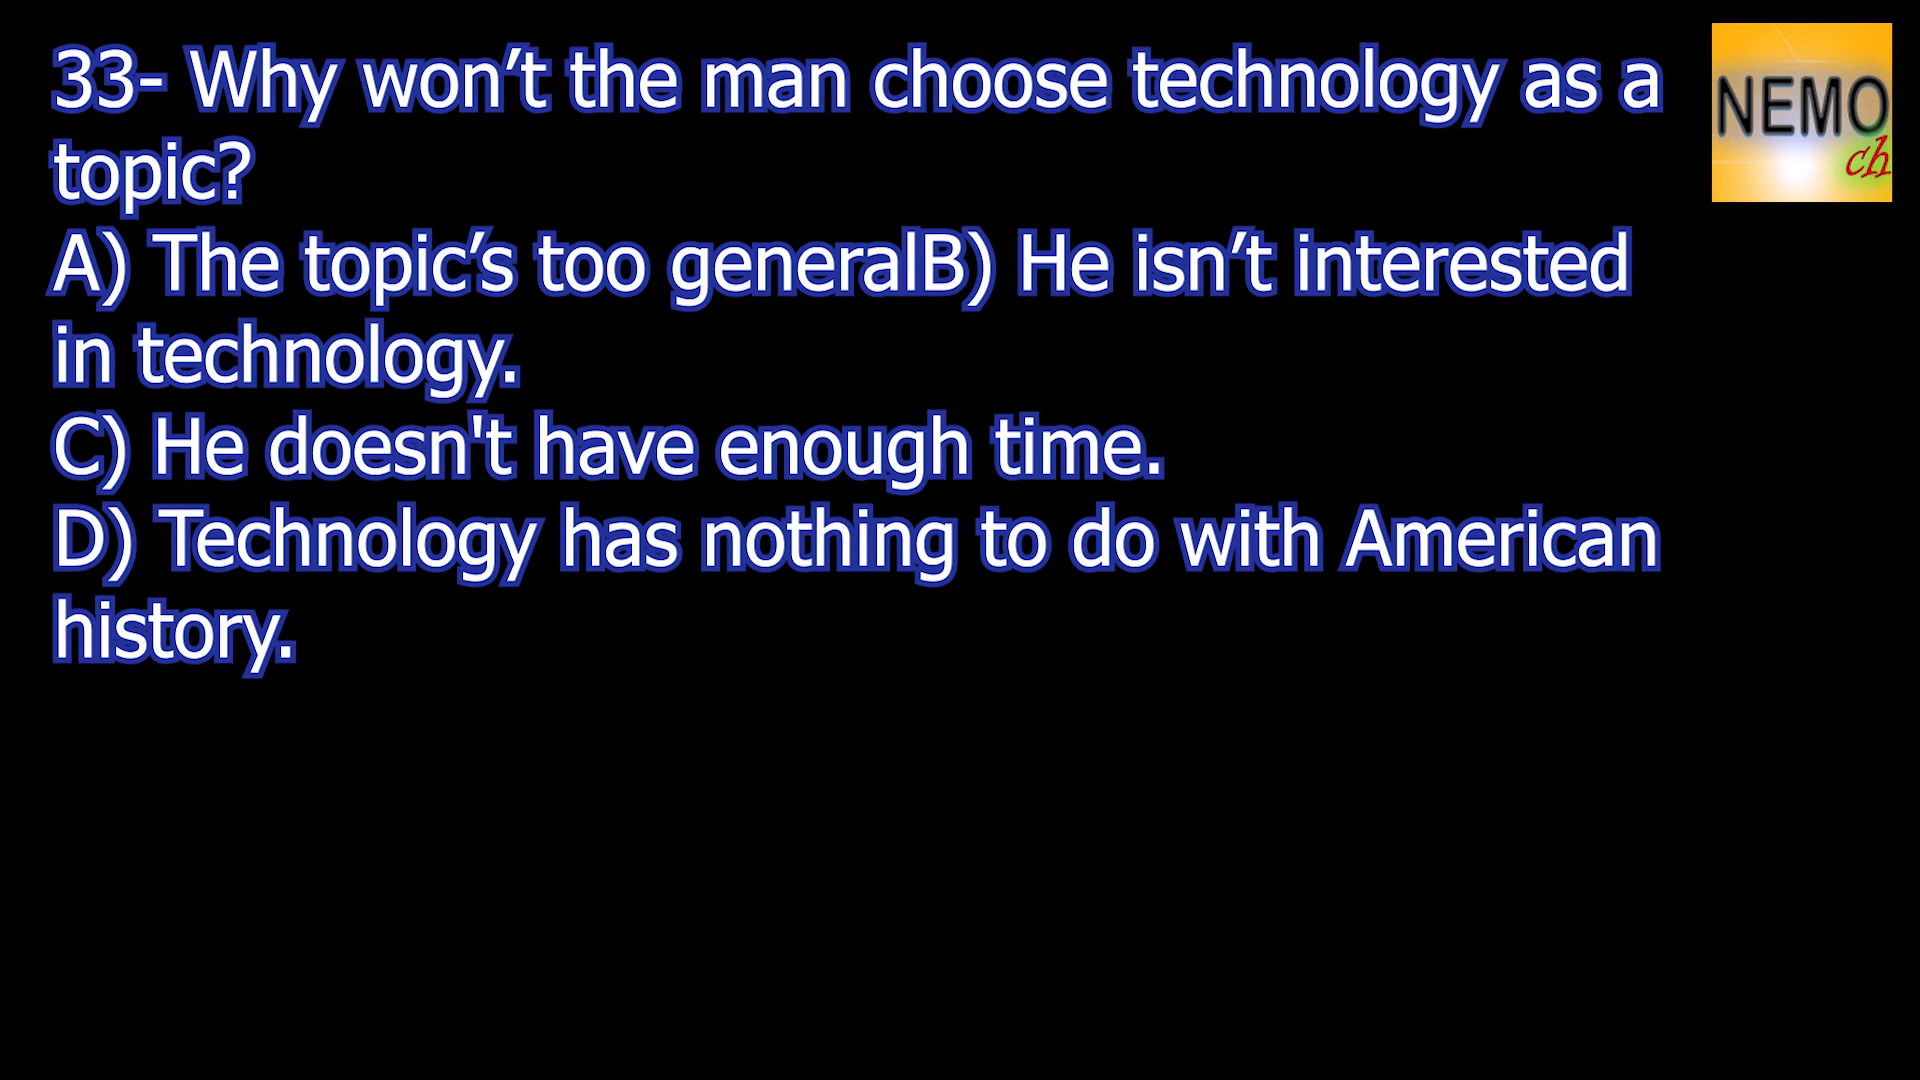 33- Why won’t the man choose technology as a
topic?
A) The topic’s too generalB) He isn’t interested
in technology.
C) He doesn't have enough time.
D) Technology has nothing to do with American
history.
NEMO
ch